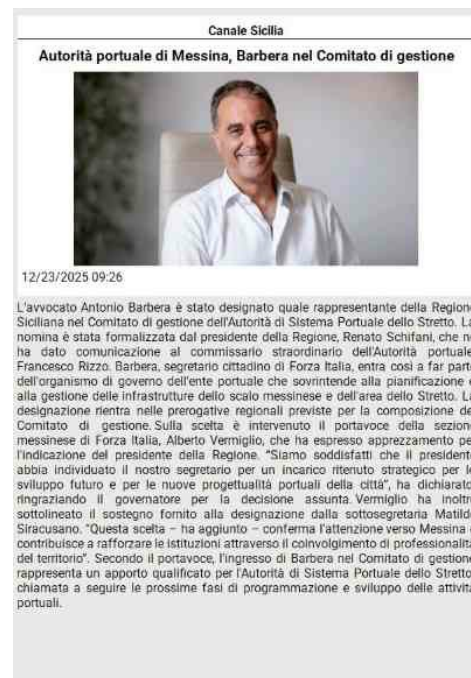 Canale Sicilia
Autorità portuale di Messina, Barbera nel Comitato di gestione
12/23/2025 09:26
L'avvocato Antonio Barbera è stato designato quale rappresentante della Regione
Siciliana nel Comitato di gestione dell'Autorità di Sistema Portuale dello Stretto. La
nomina è stata formalizzata dal presidente della Regione, Renato Schifani, che n
ha dato comunicazione al commissario straordinario dell'Autorità portuale
Francesco Rizzo. Barbera, segretario cittadino di Forza Italia, entra così a far part
dell'organismo di governo dell'ente portuale che sovrintende alla pianificazione e
alla gestione delle infrastrutture dello scalo messinese e dell'area dello Stretto. La
designazione rientra nelle prerogative regionali previste per la composizione de
Comitato di gestione. Sulla scelta è intervenuto il portavoce della sezion
messinese di Forza Italia, Alberto Vermiglio, che ha espresso apprezzamento pe
l'indicazione del presidente della Regione. "Siamo soddisfatti che il president
abbia individuato il nostro segretario per un incarico ritenuto strategico per l
sviluppo futuro e per le nuove progettualità portuali della città", ha dichiarato
ringraziando il governatore per la decisione assunta. Vermiglio ha inoltr
sottolineato il sostegno fornito alla designazione dalla sottosegretaria Matild
Siracusano. "Questa scelta – ha aggiunto – conferma l'attenzione verso Messina
contribuisce a rafforzare le istituzioni attraverso il coinvolgimento di professionalità
del territorio". Secondo il portavoce, l'ingresso di Barbera nel Comitato di gestione
rappresenta un apporto qualificato per l'Autorità di Sistema Portuale dello Stretto
chiamata a seguire le prossime fasi di programmazione e sviluppo delle attività
portuali.